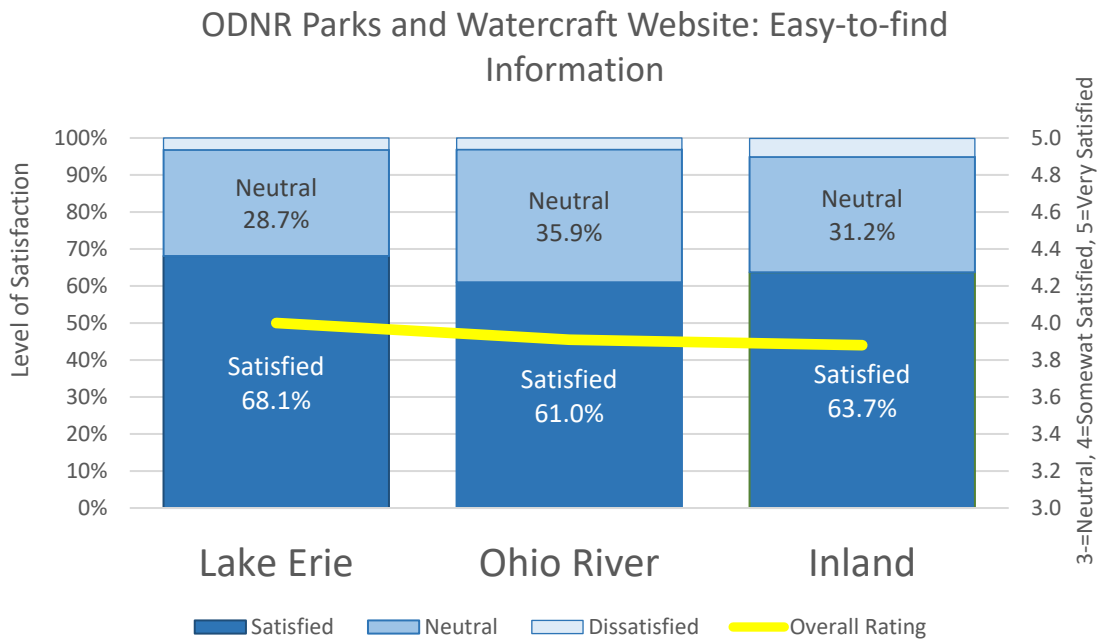 ODNR Parks and Watercraft Website: Easy-to-find
Information
Level of Satisfaction
100%
90%
80%
70%
60%
50%
40%
30%
20%
10%
0%
Neutral
28.7%
Satisfied
68.1%
Neutral
35.9%
Satisfied
61.0%
Neutral
31.2%
Satisfied
63.7%
5.0
4.8
4.6
4.4
4.2
4.0
3.8
3.6
3.4
3.2
3.0
3-=Neutral, 4=Somewat Satisfied, 5=Very Satisfied
Lake Erie
Ohio River
Inland
Satisfied
Neutral
Dissatisfied
Overall Rating